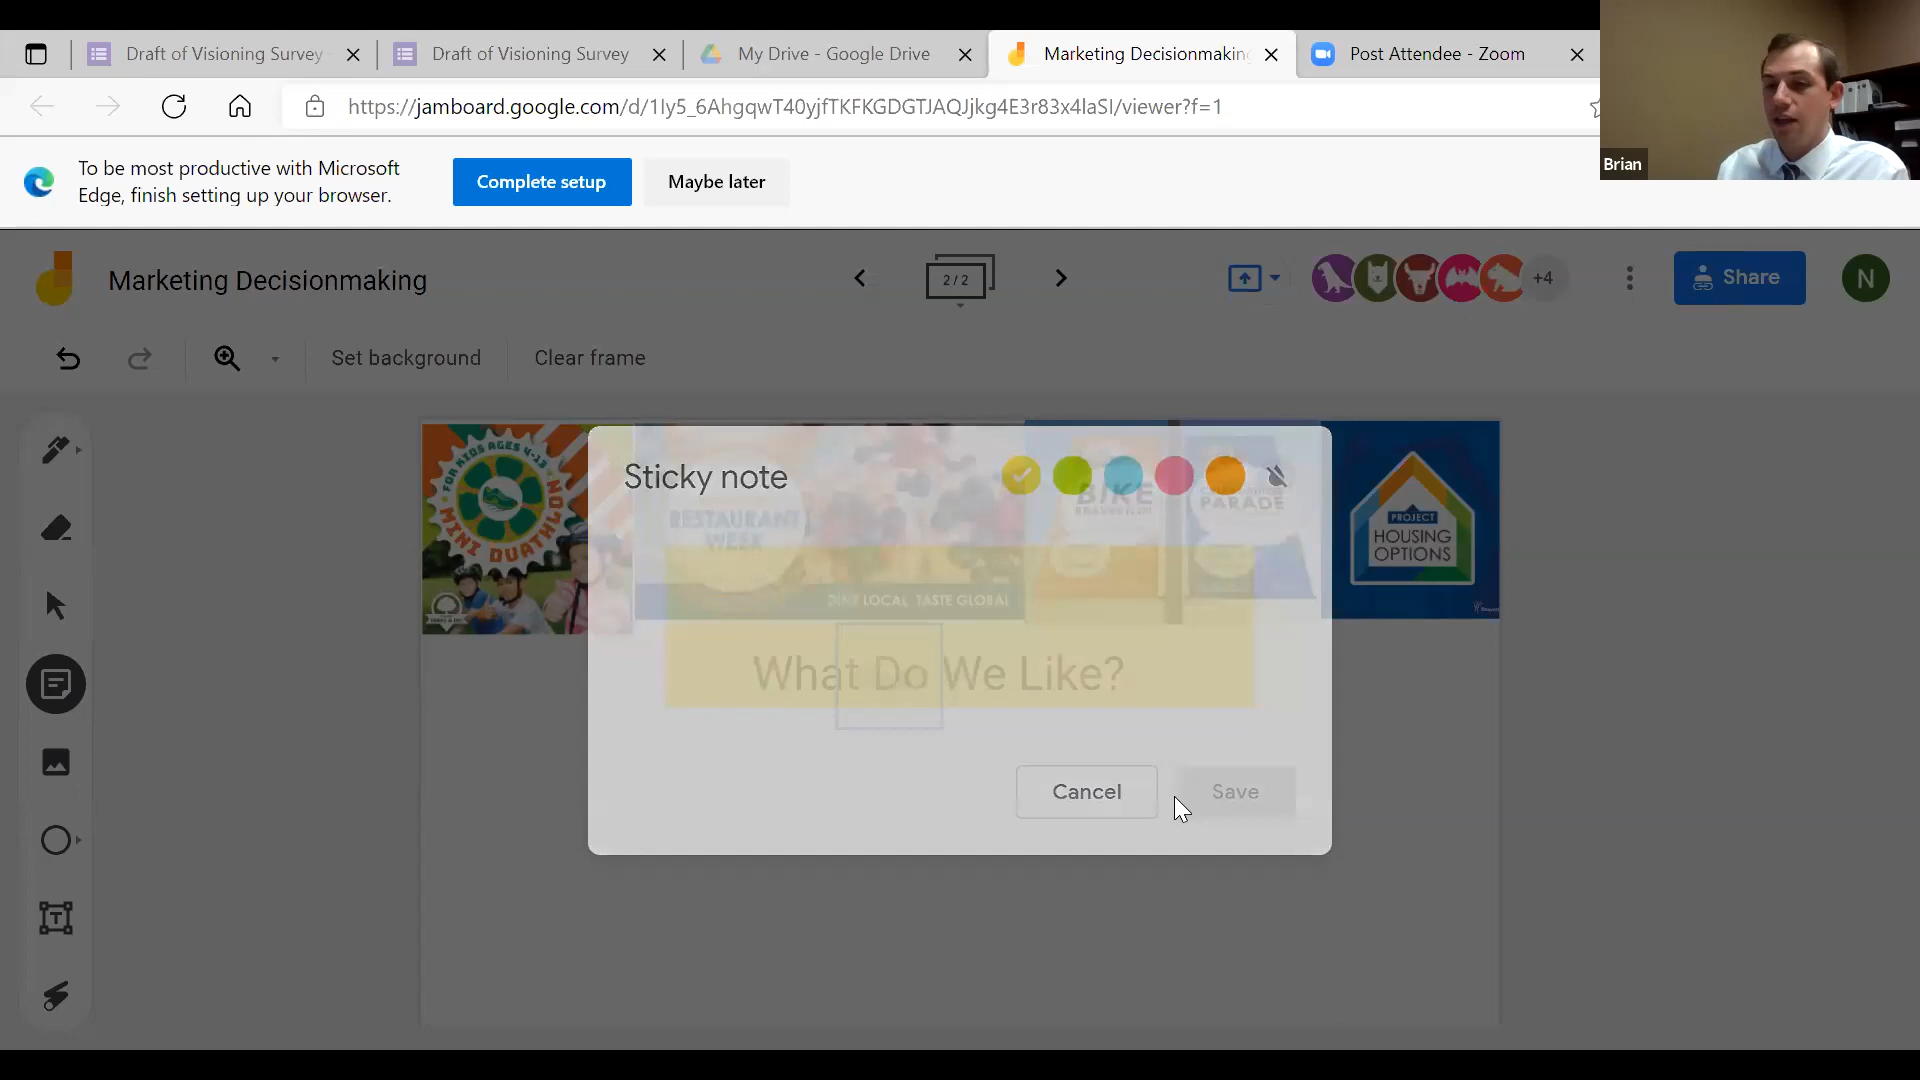 Draft of Visioning Survey
Draft of Visioning Survey
My Drive - Google Drive
Marketing Decisionmaking
Post Attendee - Zoom
https://jamboard.google.com/d/1Iy5_6AhgqwT40yjfTKFKGDGTJAQJjkg4E3r83x4laSI/viewer?f=1
To be most productive with Microsoft
Edge, finish setting up your browser.
Complete setup
Maybe later
Brian
Marketing Decisionmaking
2 / 2
+4
Share
N
Set background
Clear frame
FOR KIDS AGES 4-13
MINI DUATHLON
Sticky note
RESTAURANT
WEEK
DINE LOCAL TASTE GLOBAL
BIKE
PARADE
PROJECT
HOUSING
OPTIONS
What Do We Like?
Cancel
Save